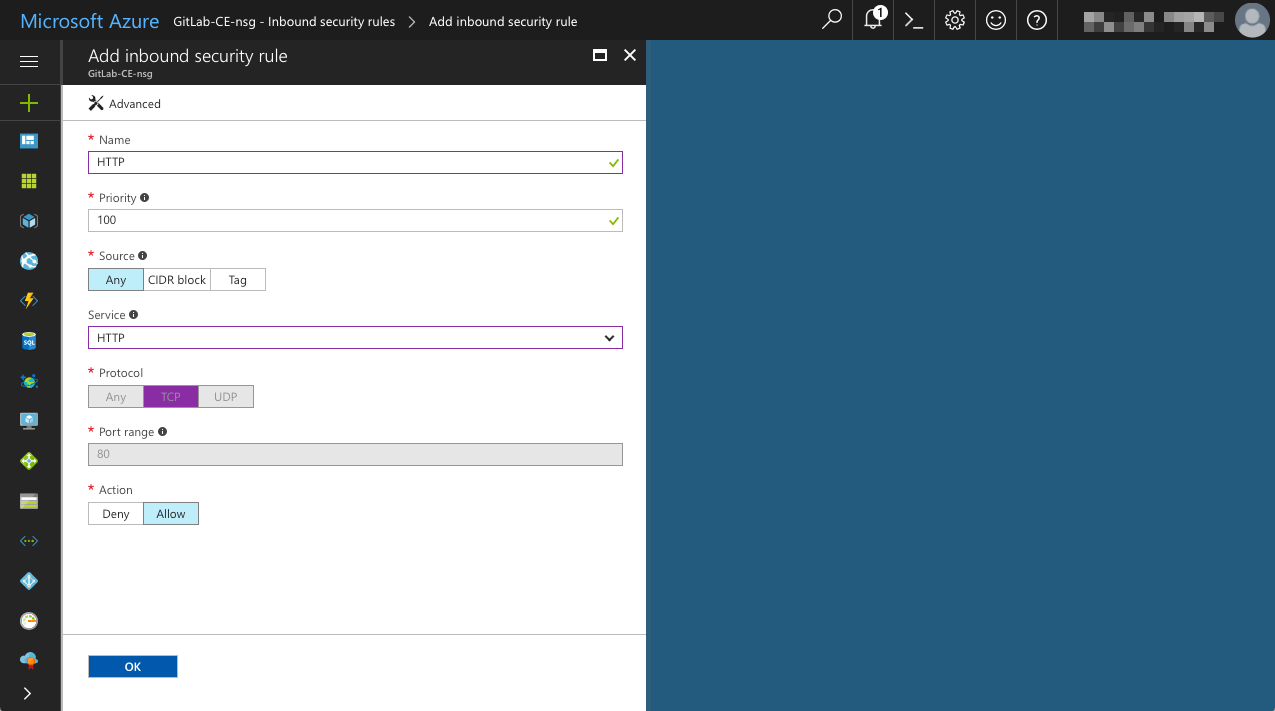 Microsoft Azure GitLab-CE-nsg - Inbound security rules > Add inbound security rule 1
Add inbound security rule
GitLab-CE-nsg
Advanced
* Name
HTTP
* Priority
100
* Source
Any CIDR block Tag
Service
HTTP
* Protocol
Any TCP UDP
* Port range
80
* Action
Deny Allow
OK
SQL